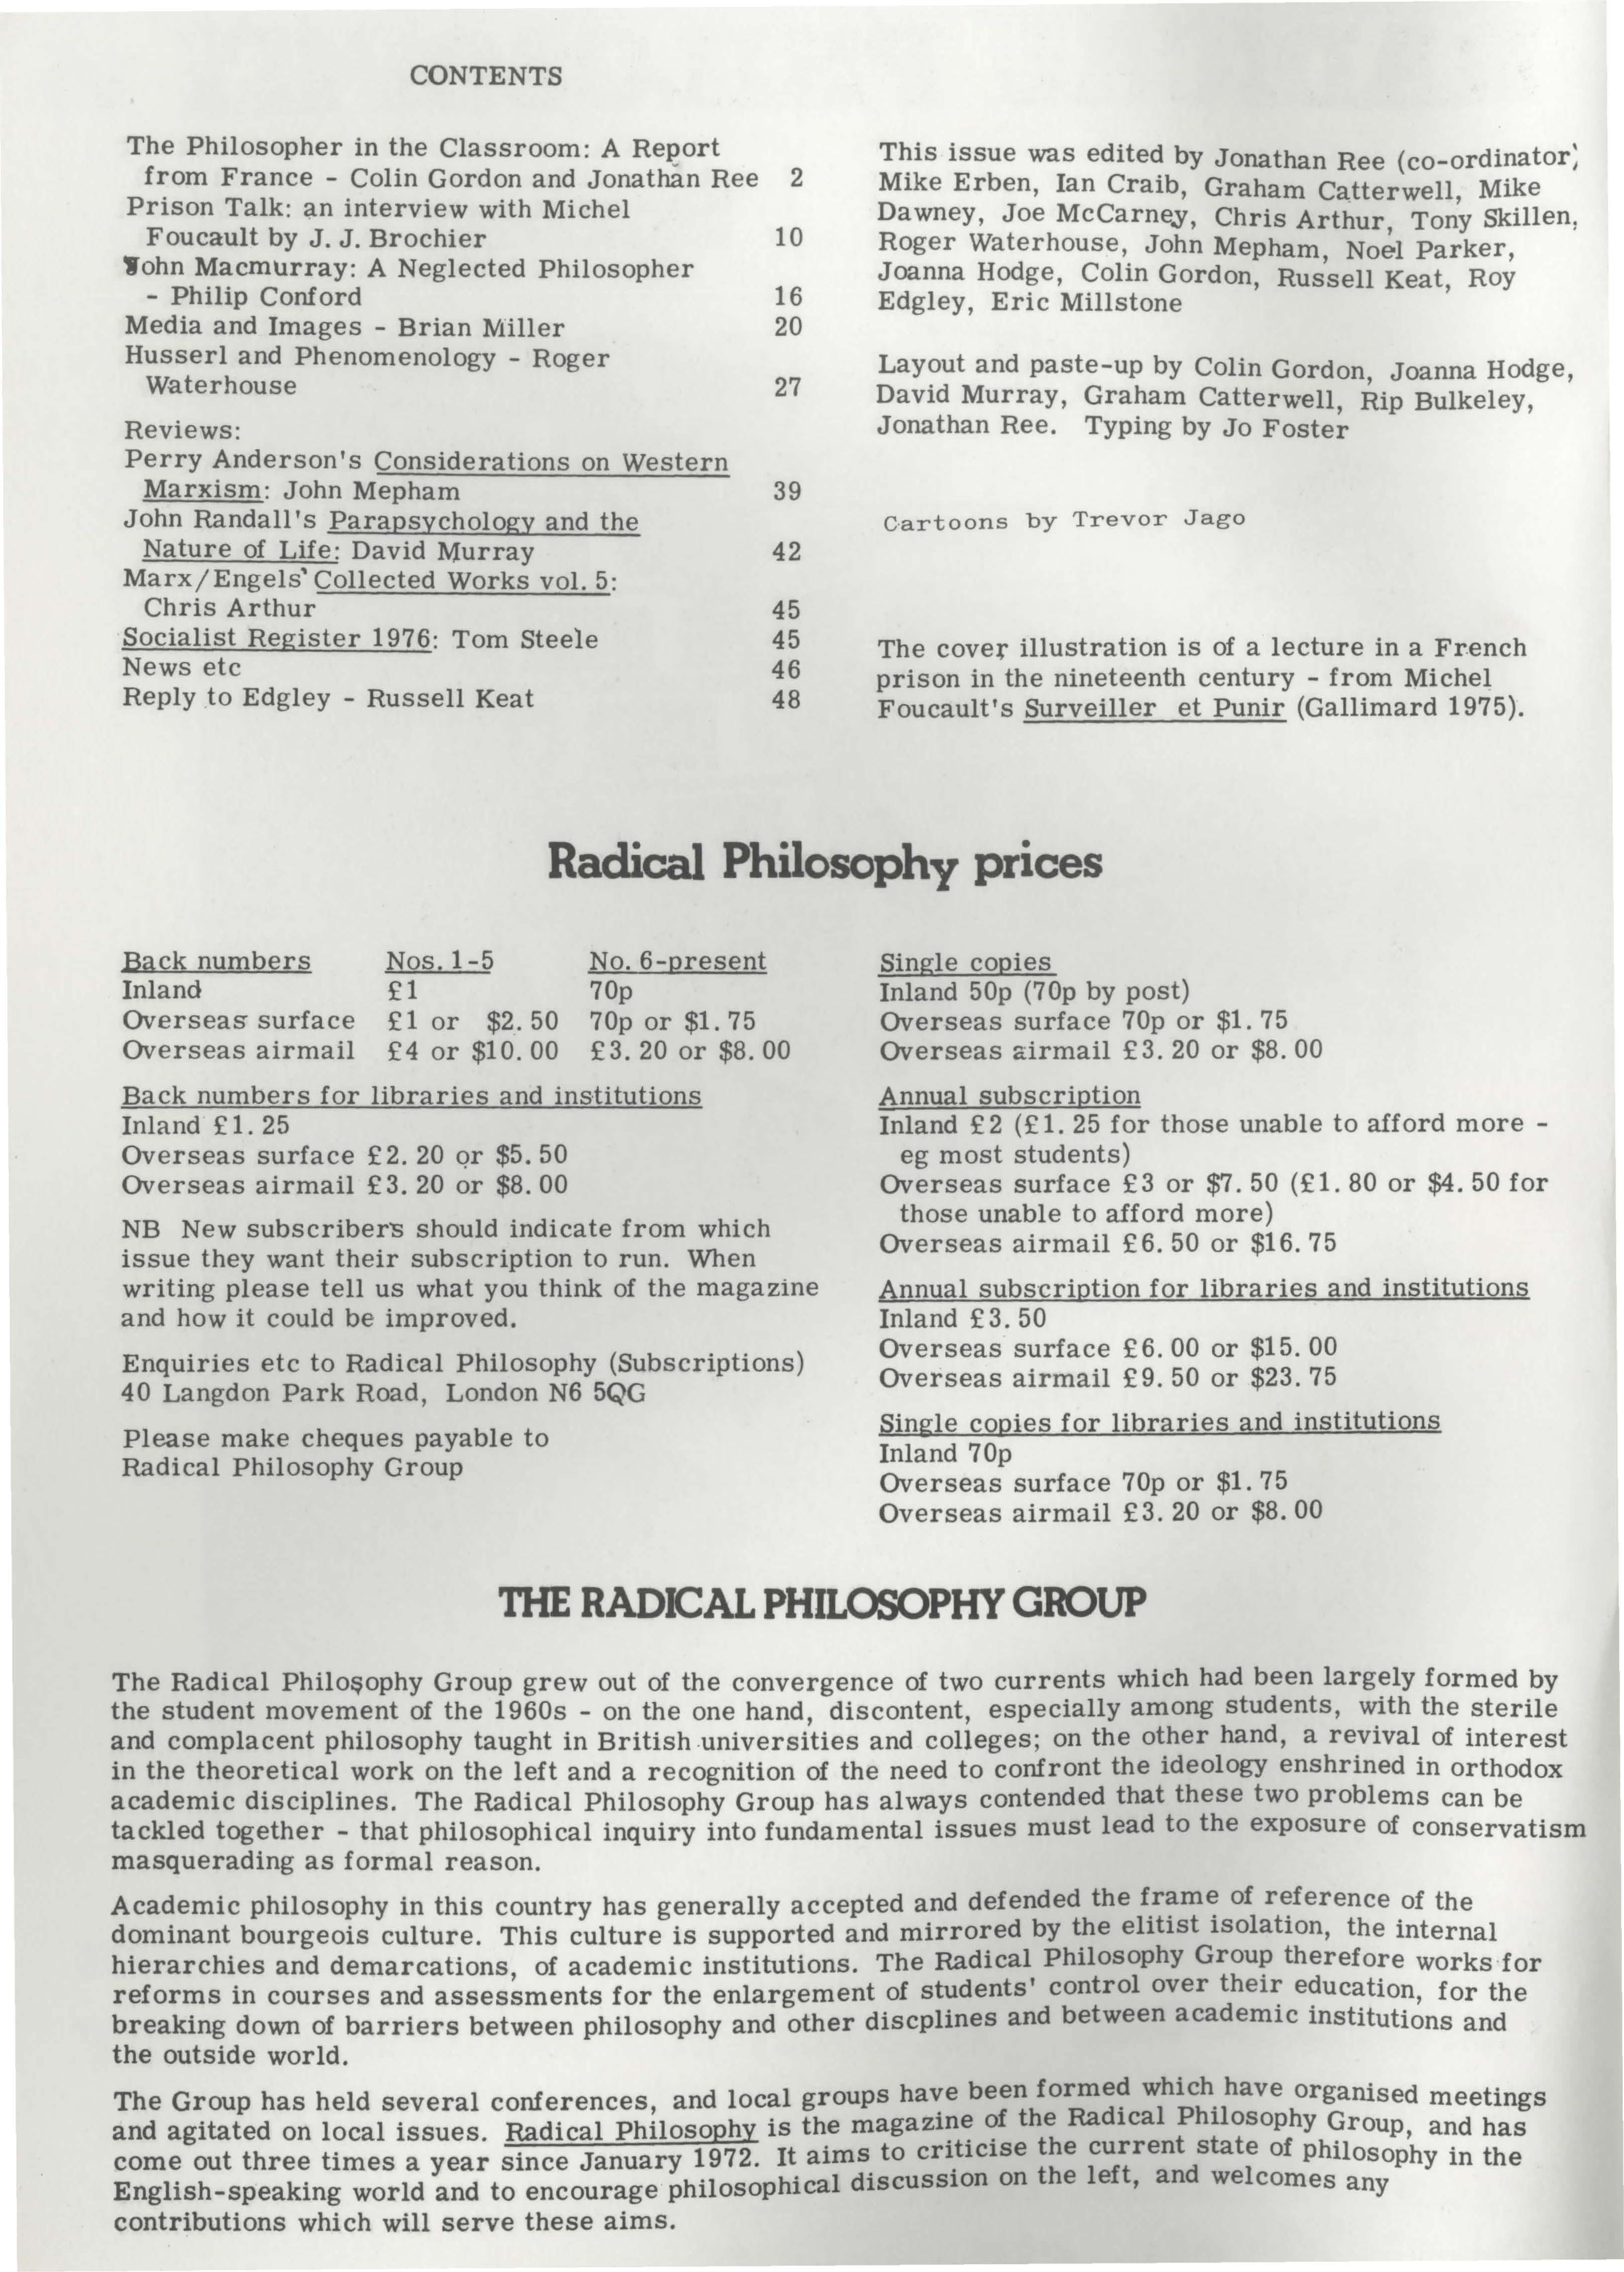 CONTENTS
The Philosopher in the Classroom: A Report
from France - Colin Gordon and Jonathan Ree 2
Prison Talk: an interview with Michel
Foucault by J. J. Brochier 10
John Macmurray: A Neglected Philosopher
- Philip Conford 16
Media and Images - Brian Miller 20
Husserl and Phenomenology - Roger
Waterhouse 27
Reviews:
Perry Anderson's Considerations on Western
Marxism: John Mepham 39
John Randall's Parapsychology and the
Nature of Life: David Murray 42
Marx/Engels' Collected Works vol. 5:
Chris Arthur 45
Socialist Register 1976: Tom Steele 45
News etc 46
Reply to Edgley - Russell Keat 48
This issue was edited by Jonathan Ree (co-ordinator),
Mike Erben, Ian Craib, Graham Catterwell, Mike
Dawney, Joe McCarney, Chris Arthur, Tony Skillen,
Roger Waterhouse, John Mepham, Noel Parker,
Joanna Hodge, Colin Gordon, Russell Keat, Roy
Edgley, Eric Millstone
Layout and paste-up by Colin Gordon, Joanna Hodge,
David Murray, Graham Catterwell, Rip Bulkeley,
Jonathan Ree. Typing by Jo Foster
Cartoons by Trevor Jago
The cover illustration is of a lecture in a French
prison in the nineteenth century - from Michel
Foucault's Surveiller et Punir (Gallimard 1975).
Radical Philosophy prices
Back numbers Nos. 1-5 No. 6-present
Inland £1 70p
Overseas surface £1 or $2.50 70p or $1.75
Overseas airmail £4 or $10.00 £3.20 or $8.00
Back numbers for libraries and institutions
Inland £1.25
Overseas surface £2.20 or $5.50
Overseas airmail £3.20 or $8.00
NB New subscribers should indicate from which
issue they want their subscription to run. When
writing please tell us what you think of the magazine
and how it could be improved.
Enquiries etc to Radical Philosophy (Subscriptions)
40 Langdon Park Road, London N6 5QG
Please make cheques payable to
Radical Philosophy Group
Single copies
Inland 50p (70p by post)
Overseas surface 70p or $1.75
Overseas airmail £3.20 or $8.00
Annual subscription
Inland £2 (£1.25 for those unable to afford more -
eg most students)
Overseas surface £3 or $7.50 (£1.80 or $4.50 for
those unable to afford more)
Overseas airmail £6.50 or $16.75
Annual subscription for libraries and institutions
Inland £3.50
Overseas surface £6.00 or $15.00
Overseas airmail £9.50 or $23.75
Single copies for libraries and institutions
Inland 70p
Overseas surface 70p or $1.75
Overseas airmail £3.20 or $8.00
THE RADICAL PHILOSOPHY GROUP
The Radical Philosophy Group grew out of the convergence of two currents which had been largely formed by
the student movement of the 1960s - on the one hand, discontent, especially among students, with the sterile
and complacent philosophy taught in British universities and colleges; on the other hand, a revival of interest
in the theoretical work on the left and a recognition of the need to confront the ideology enshrined in orthodox
academic disciplines. The Radical Philosophy Group has always contended that these two problems can be
tackled together - that philosophical inquiry into fundamental issues must lead to the exposure of conservatism
masquerading as formal reason.
Academic philosophy in this country has generally accepted and defended the frame of reference of the
dominant bourgeois culture. This culture is supported and mirrored by the elitist isolation, the internal
hierarchies and demarcations, of academic institutions. The Radical Philosophy Group therefore works for
reforms in courses and assessments for the enlargement of students' control over their education, for the
breaking down of barriers between philosophy and other discplines and between academic institutions and
the outside world.
The Group has held several conferences, and local groups have been formed which have organised meetings
and agitated on local issues. Radical Philosophy is the magazine of the Radical Philosophy Group, and has
come out three times a year since January 1972. It aims to criticise the current state of philosophy in the
English-speaking world and to encourage philosophical discussion on the left, and welcomes any
contributions which will serve these aims.